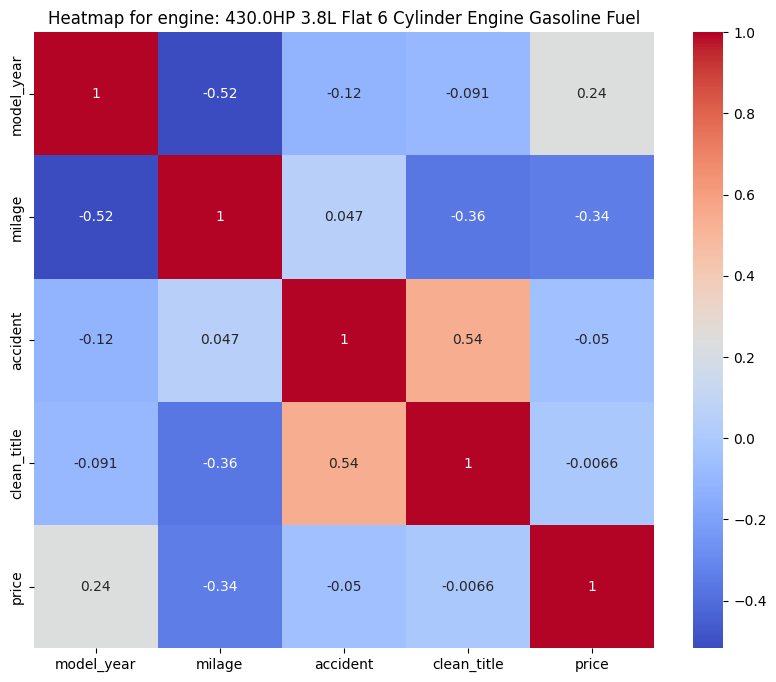 Heatmap for engine: 430.0HP 3.8L Flat 6 Cylinder Engine Gasoline Fuel
model_year 1 -0.52 -0.12 -0.091 0.24
milage -0.52 1 0.047 -0.36 -0.34
accident -0.12 0.047 1 0.54 -0.05
clean_title -0.091 -0.36 0.54 1 -0.0066
price 0.24 -0.34 -0.05 -0.0066 1
model_year milage accident clean_title price
1.0
0.8
0.6
0.4
0.2
0.0
−0.2
−0.4